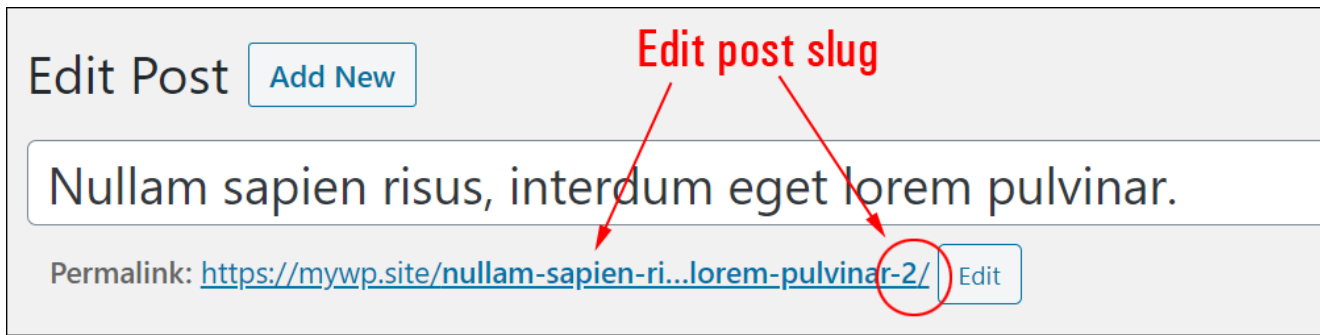 Edit post slug
Edit Post Add New
Nullam sapien risus, interdum eget lorem pulvinar.
Permalink: https://mywp.site/nullam-sapien-ri...lorem-pulvinar-2/ Edit